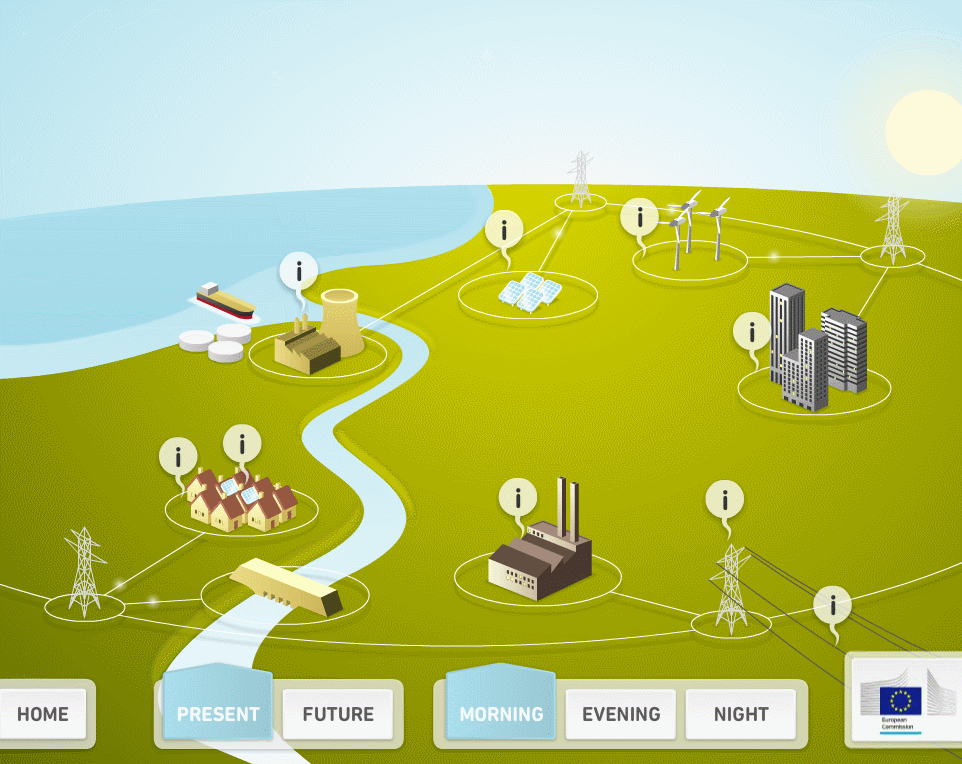 i
i
i
i
i
i
i
i
i
i
HOME
PRESENT
FUTURE
MORNING
EVENING
NIGHT
European
Commission